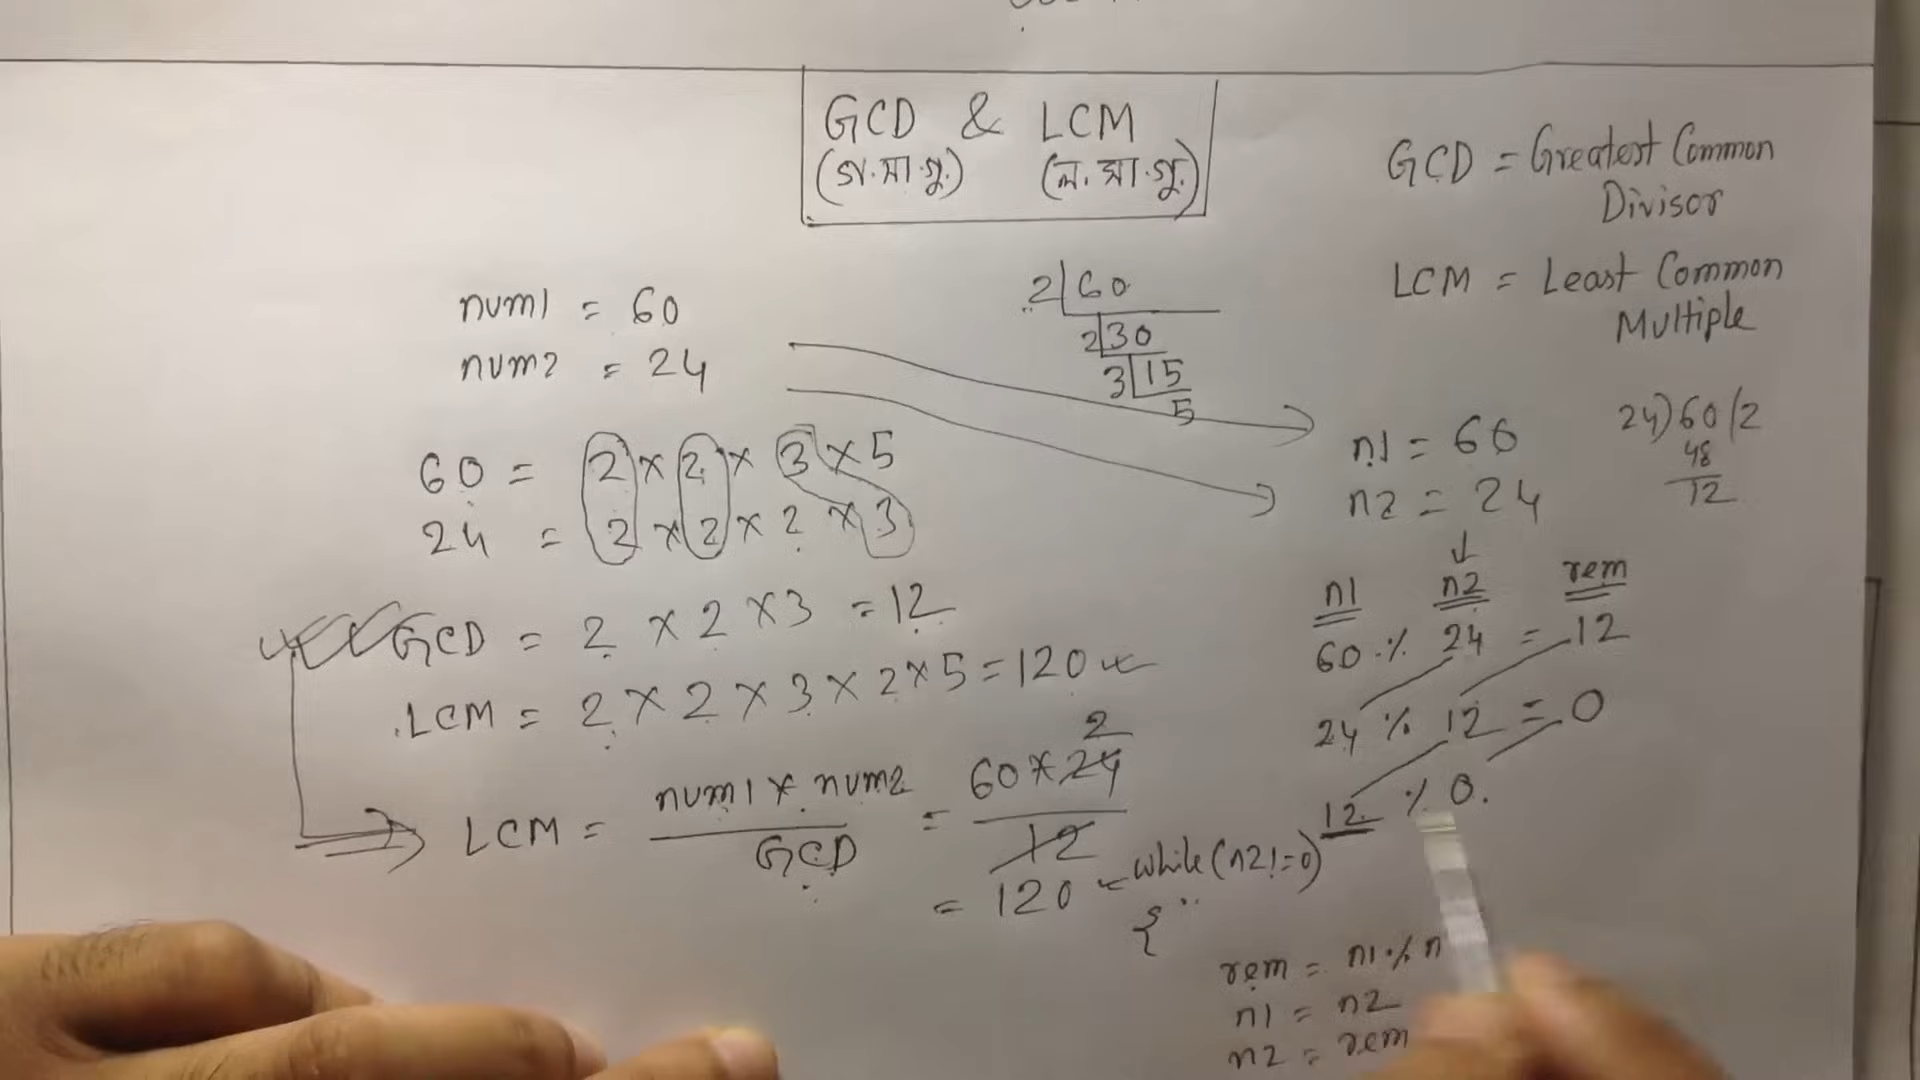 GCD & LCM
(গ.সা.গু.) (ল.সা.গু.)
GCD = Greatest Common
Divisor
LCM = Least Common
Multiple
num1 = 60
num2 = 24
2|60
2|30
3|15
5
60 = 2 × 2 × 3 × 5
24 = 2 × 2 × 2 × 3
GCD = 2 × 2 × 3 = 12
LCM = 2 × 2 × 3 × 2 × 5 = 120
LCM = num1 × num2 / GCD = 60 × 24 / 12
2
= 120
n1 = 60
n2 = 24
24)60(2
48
12
n1 n2 rem
60 % 24 = 12
24 % 12 = 0
12 % 0.
while(n2!=0)
{
rem = n1 % n
n1 = n2
n2 = rem